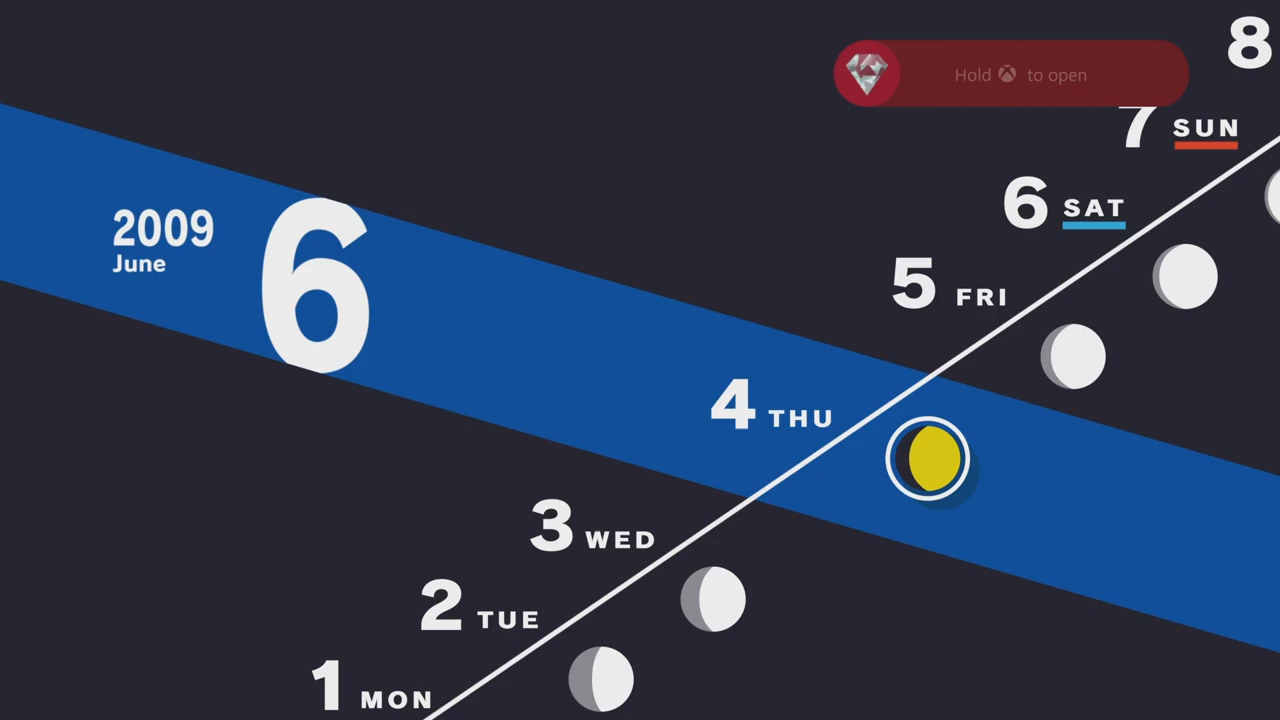 8
Hold to open
7 SUN
6 SAT
2009
June
6
5 FRI
4 THU
3 WED
2 TUE
1 MON